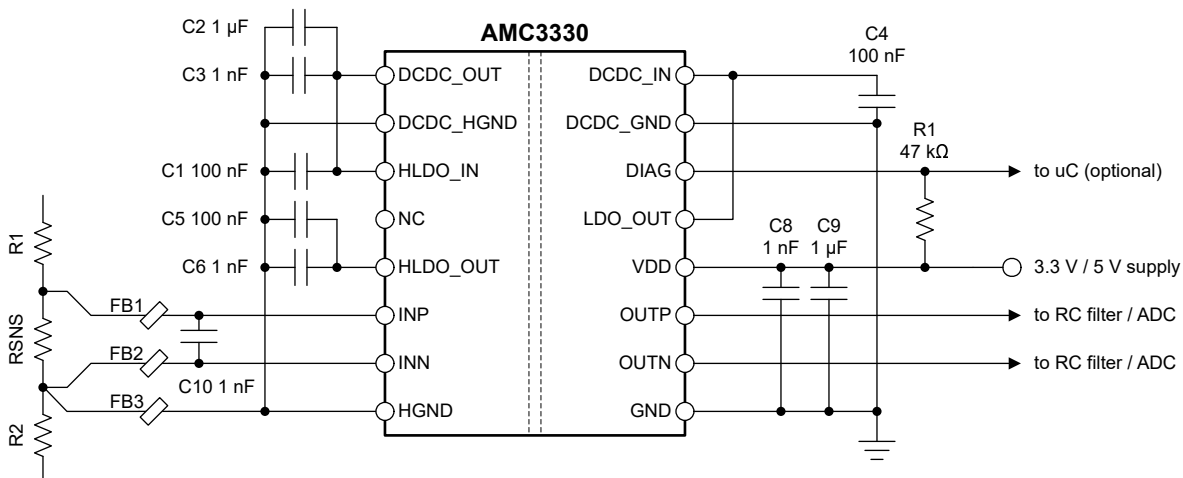 AMC3330
C2 1 µF
C3 1 nF
C1 100 nF
C5 100 nF
C6 1 nF
DCDC_OUT
DCDC_HGND
HLDO_IN
NC
HLDO_OUT
INP
INN
HGND
DCDC_IN
DCDC_GND
DIAG
LDO_OUT
VDD
OUTP
OUTN
GND
C4
100 nF
R1
47 kΩ
to uC (optional)
C8
1 nF
C9
1 µF
3.3 V / 5 V supply
to RC filter / ADC
to RC filter / ADC
R1
RSNS
R2
FB1
FB2
C10 1 nF
FB3